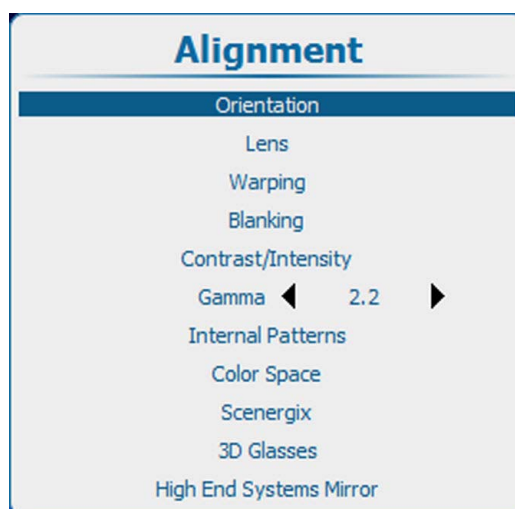 Alignment
Orientation
Lens
Warping
Blanking
Contrast/Intensity
Gamma 2.2
Internal Patterns
Color Space
Scenergix
3D Glasses
High End Systems Mirror